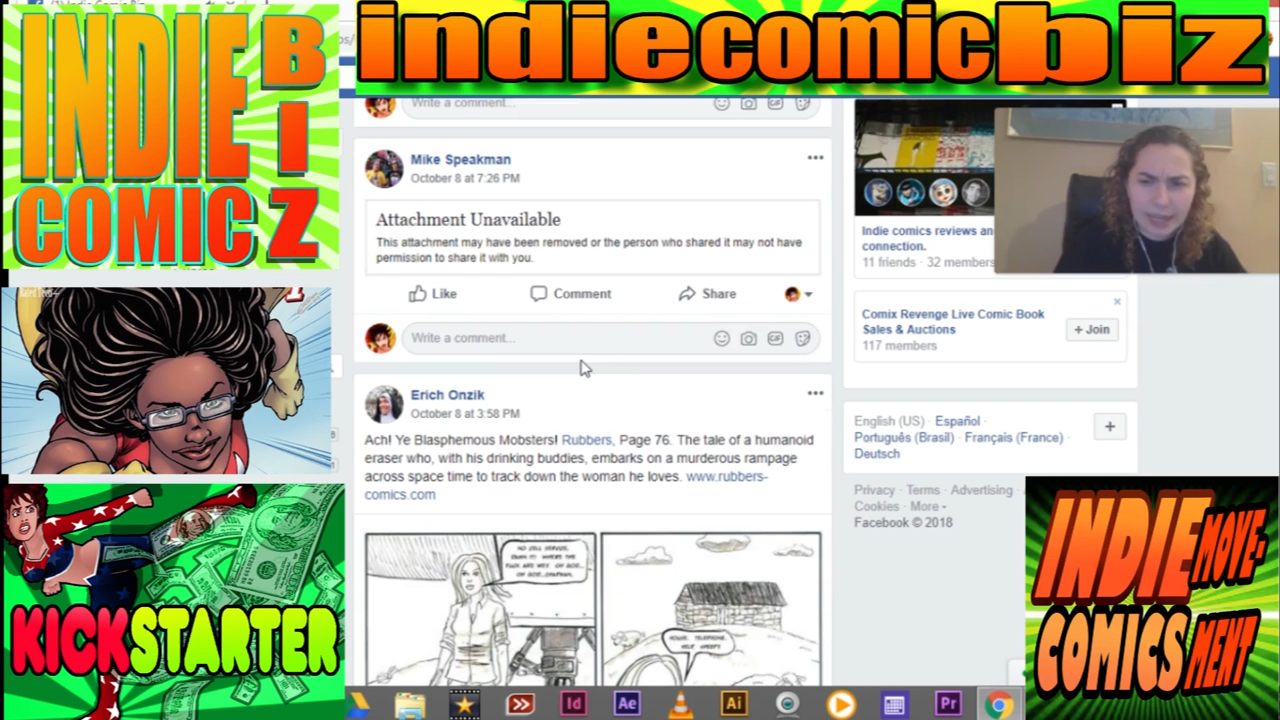 INDIE
BIZ
COMIC
indiecomicbiz
Write a comment...
Mike Speakman
October 8 at 7:26 PM
Attachment Unavailable
This attachment may have been removed or the person who shared it may not have
permission to share it with you.
Like Comment Share
Write a comment...
Erich Onzik
October 8 at 3:58 PM
Ach! Ye Blasphemous Mobsters! Rubbers, Page 76. The tale of a humanoid
eraser who, with his drinking buddies, embarks on a murderous rampage
across space time to track down the woman he loves. www.rubbers-
comics.com
Indie comics reviews an
connection.
11 friends · 32 members
Comix Revenge Live Comic Book
Sales & Auctions
117 members
+ Join
English (US) · Español ·
Português (Brasil) · Français (France) ·
Deutsch
Privacy · Terms · Advertising ·
Cookies · More
Facebook © 2018
KICKSTARTER
INDIE
MOVE-
COMICS
MENT
Id
Ae
Ai
Pr